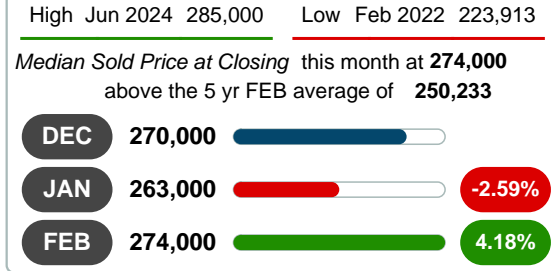 High Jun 2024 285,000 Low Feb 2022 223,913
Median Sold Price at Closing this month at 274,000
above the 5 yr FEB average of 250,233
DEC 270,000
JAN 263,000 -2.59%
FEB 274,000 4.18%